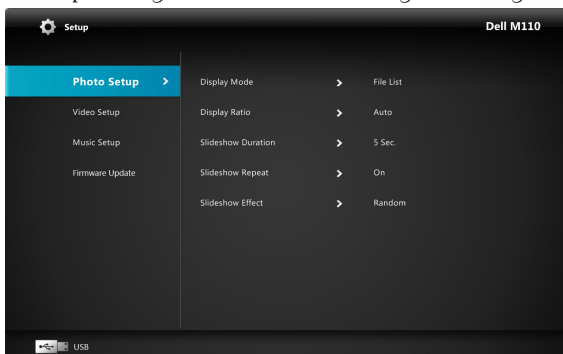 Setup
Dell M110
Photo Setup
Display Mode
File List
Video Setup
Display Ratio
Auto
Music Setup
Slideshow Duration
5 Sec.
Firmware Update
Slideshow Repeat
On
Slideshow Effect
Random
USB